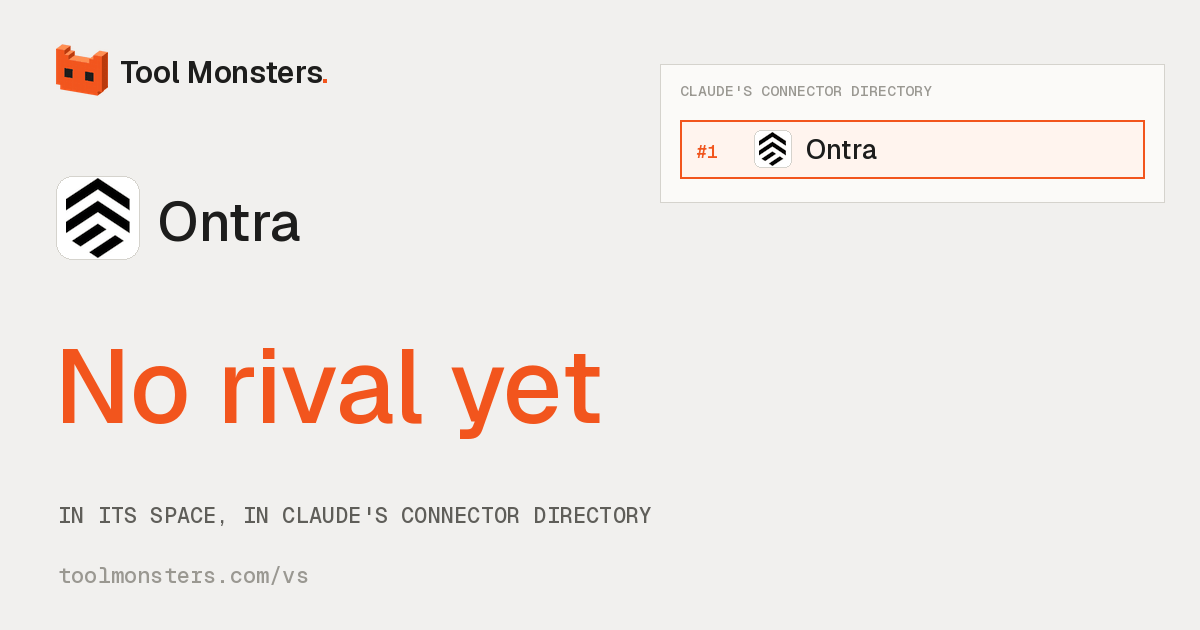 Tool Monsters.
Ontra
No rival yet
IN ITS SPACE, IN CLAUDE'S CONNECTOR DIRECTORY
toolmonsters.com/vs
CLAUDE'S CONNECTOR DIRECTORY
#1 Ontra